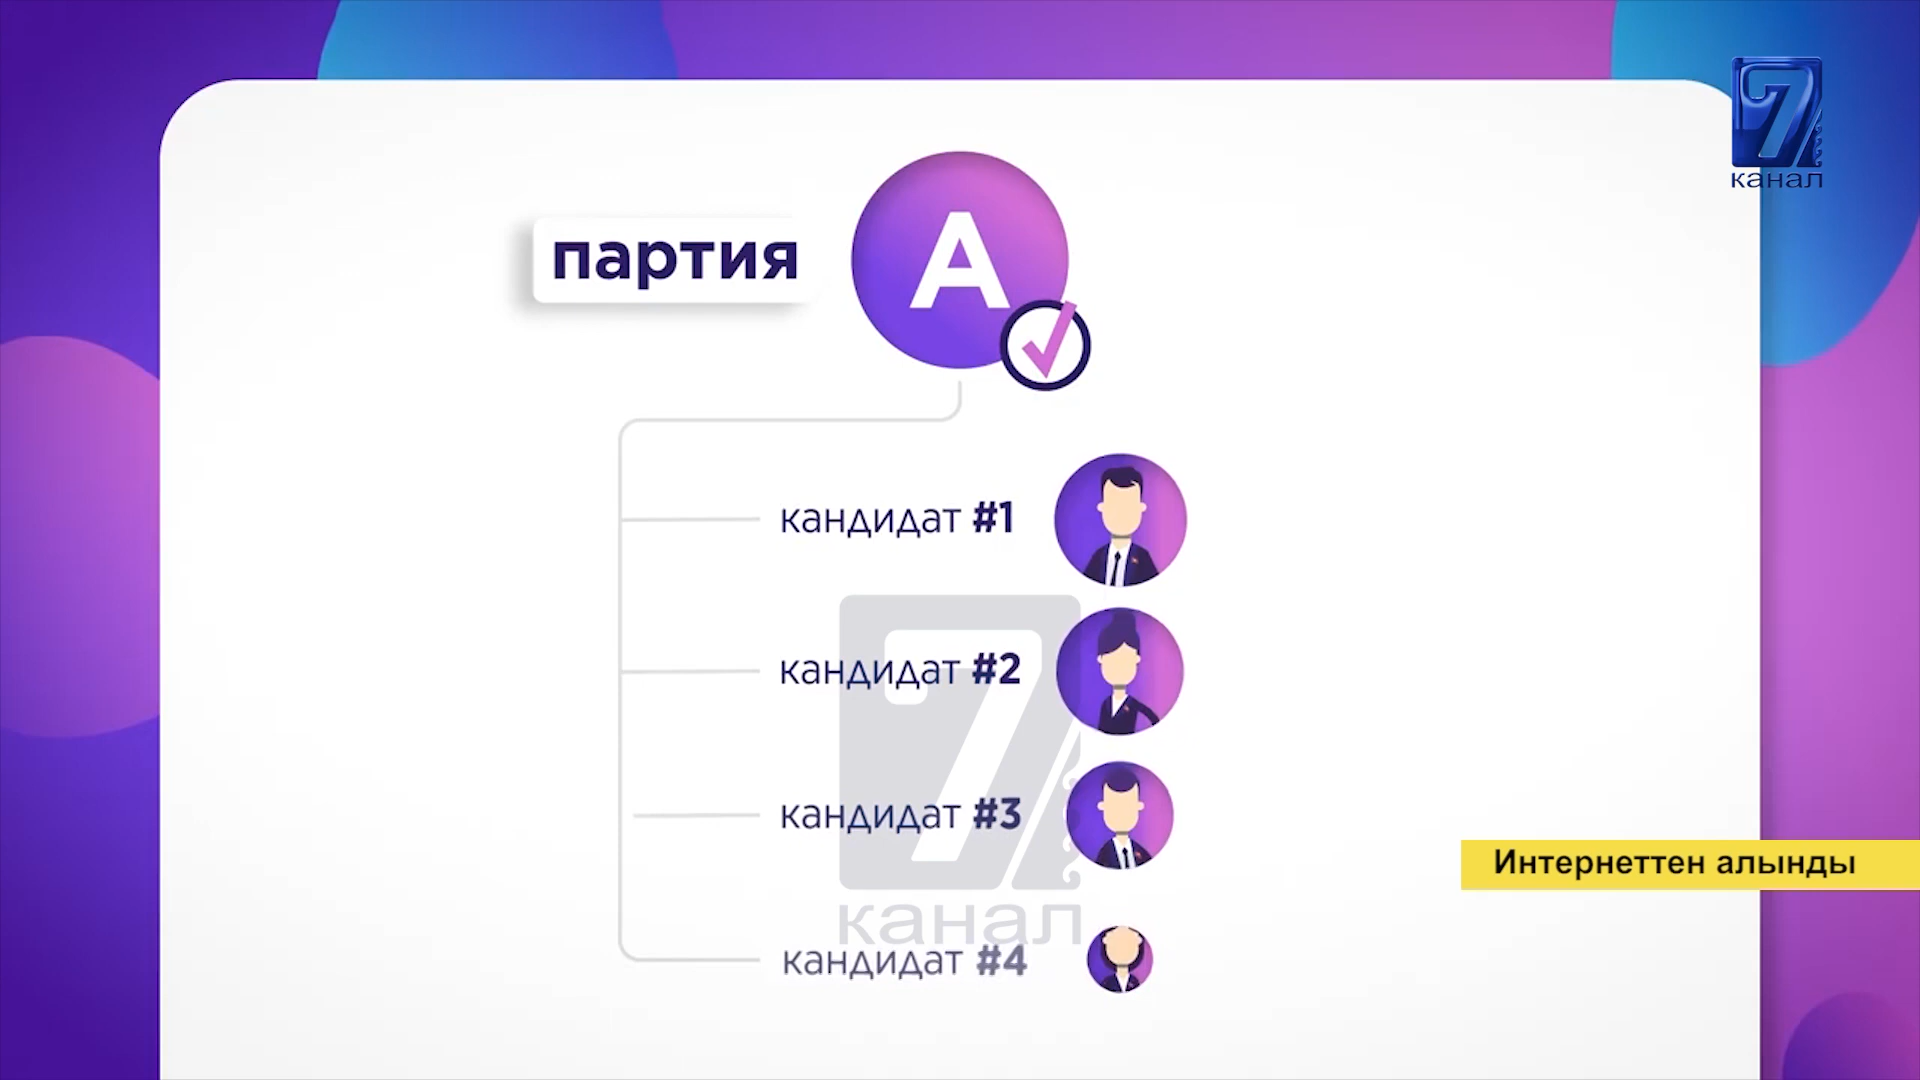 7
канал
партия
А
кандидат #1
кандидат #2
кандидат #3
7
канал
кандидат #4
Интернеттен алынды